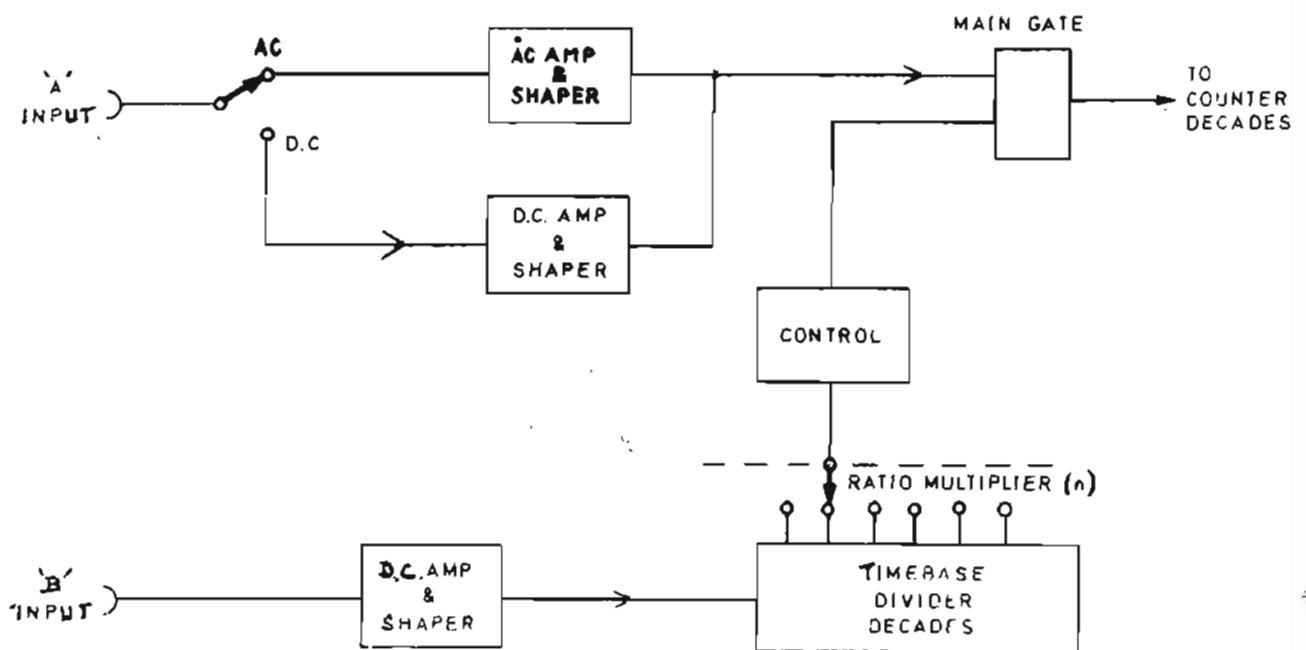 MAIN GATE
'A'
INPUT
AC
AC AMP
&
SHAPER
TO
COUNTER
DECADES
D.C
D.C. AMP
&
SHAPER
CONTROL
RATIO MULTIPLIER (n)
'B'
INPUT
D.C. AMP
&
SHAPER
TIMEBASE
DIVIDER
DECADES